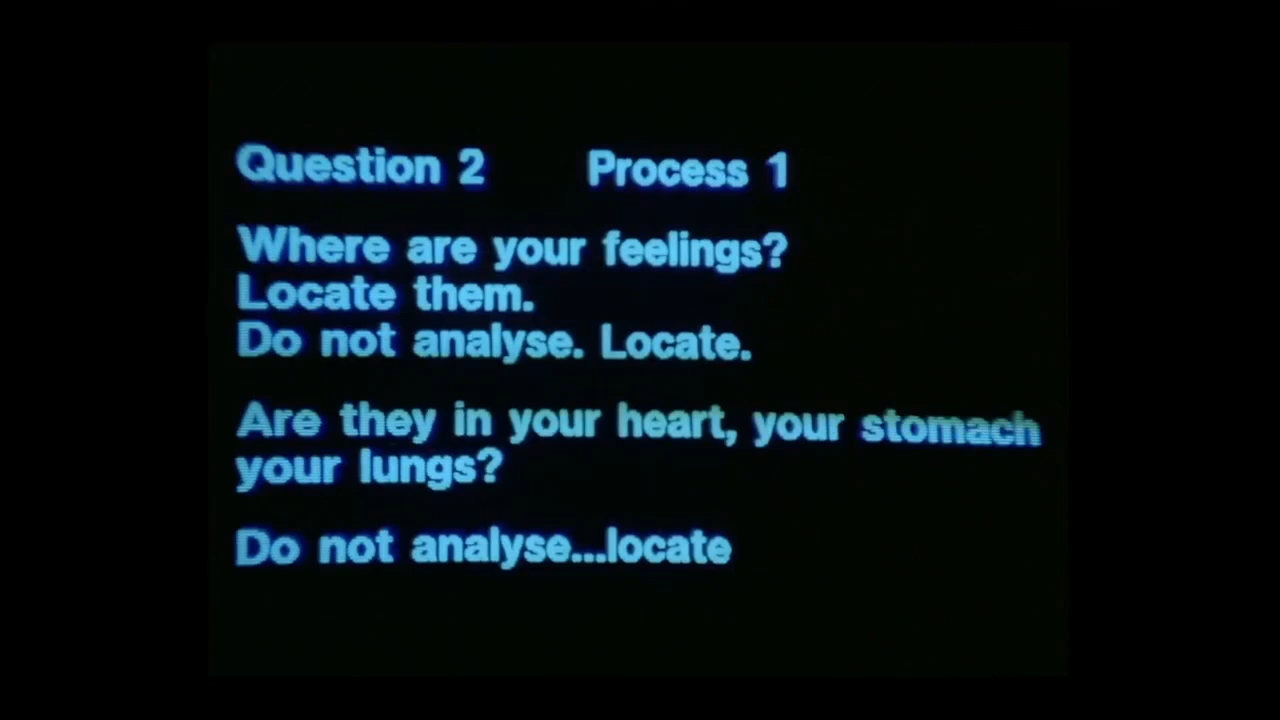 Question 2 Process 1
Where are your feelings?
Locate them.
Do not analyse. Locate.
Are they in your heart, your stomach
your lungs?
Do not analyse...locate